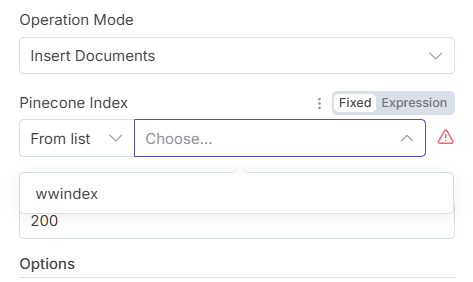 Operation Mode
Insert Documents
Pinecone Index
Fixed Expression
From list Choose...
wwindex
200
Options